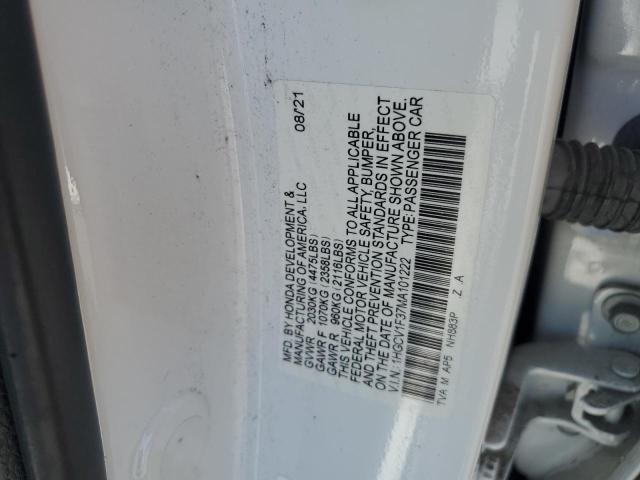 MFD. BY HONDA DEVELOPMENT & 08/21
MANUFACTURING OF AMERICA, LLC
GVWR 2030KG (4475LBS)
GAWR F 1070KG (2358LBS)
GAWR R 960KG (2116LBS)
THIS VEHICLE CONFORMS TO ALL APPLICABLE
FEDERAL MOTOR VEHICLE SAFETY, BUMPER,
AND THEFT PREVENTION STANDARDS IN EFFECT
ON THE DATE OF MANUFACTURE SHOWN ABOVE.
V.I.N: 1HGCV1F37MA101222 TYPE: PASSENGER CAR
TVA M AP5 NH883P Z A